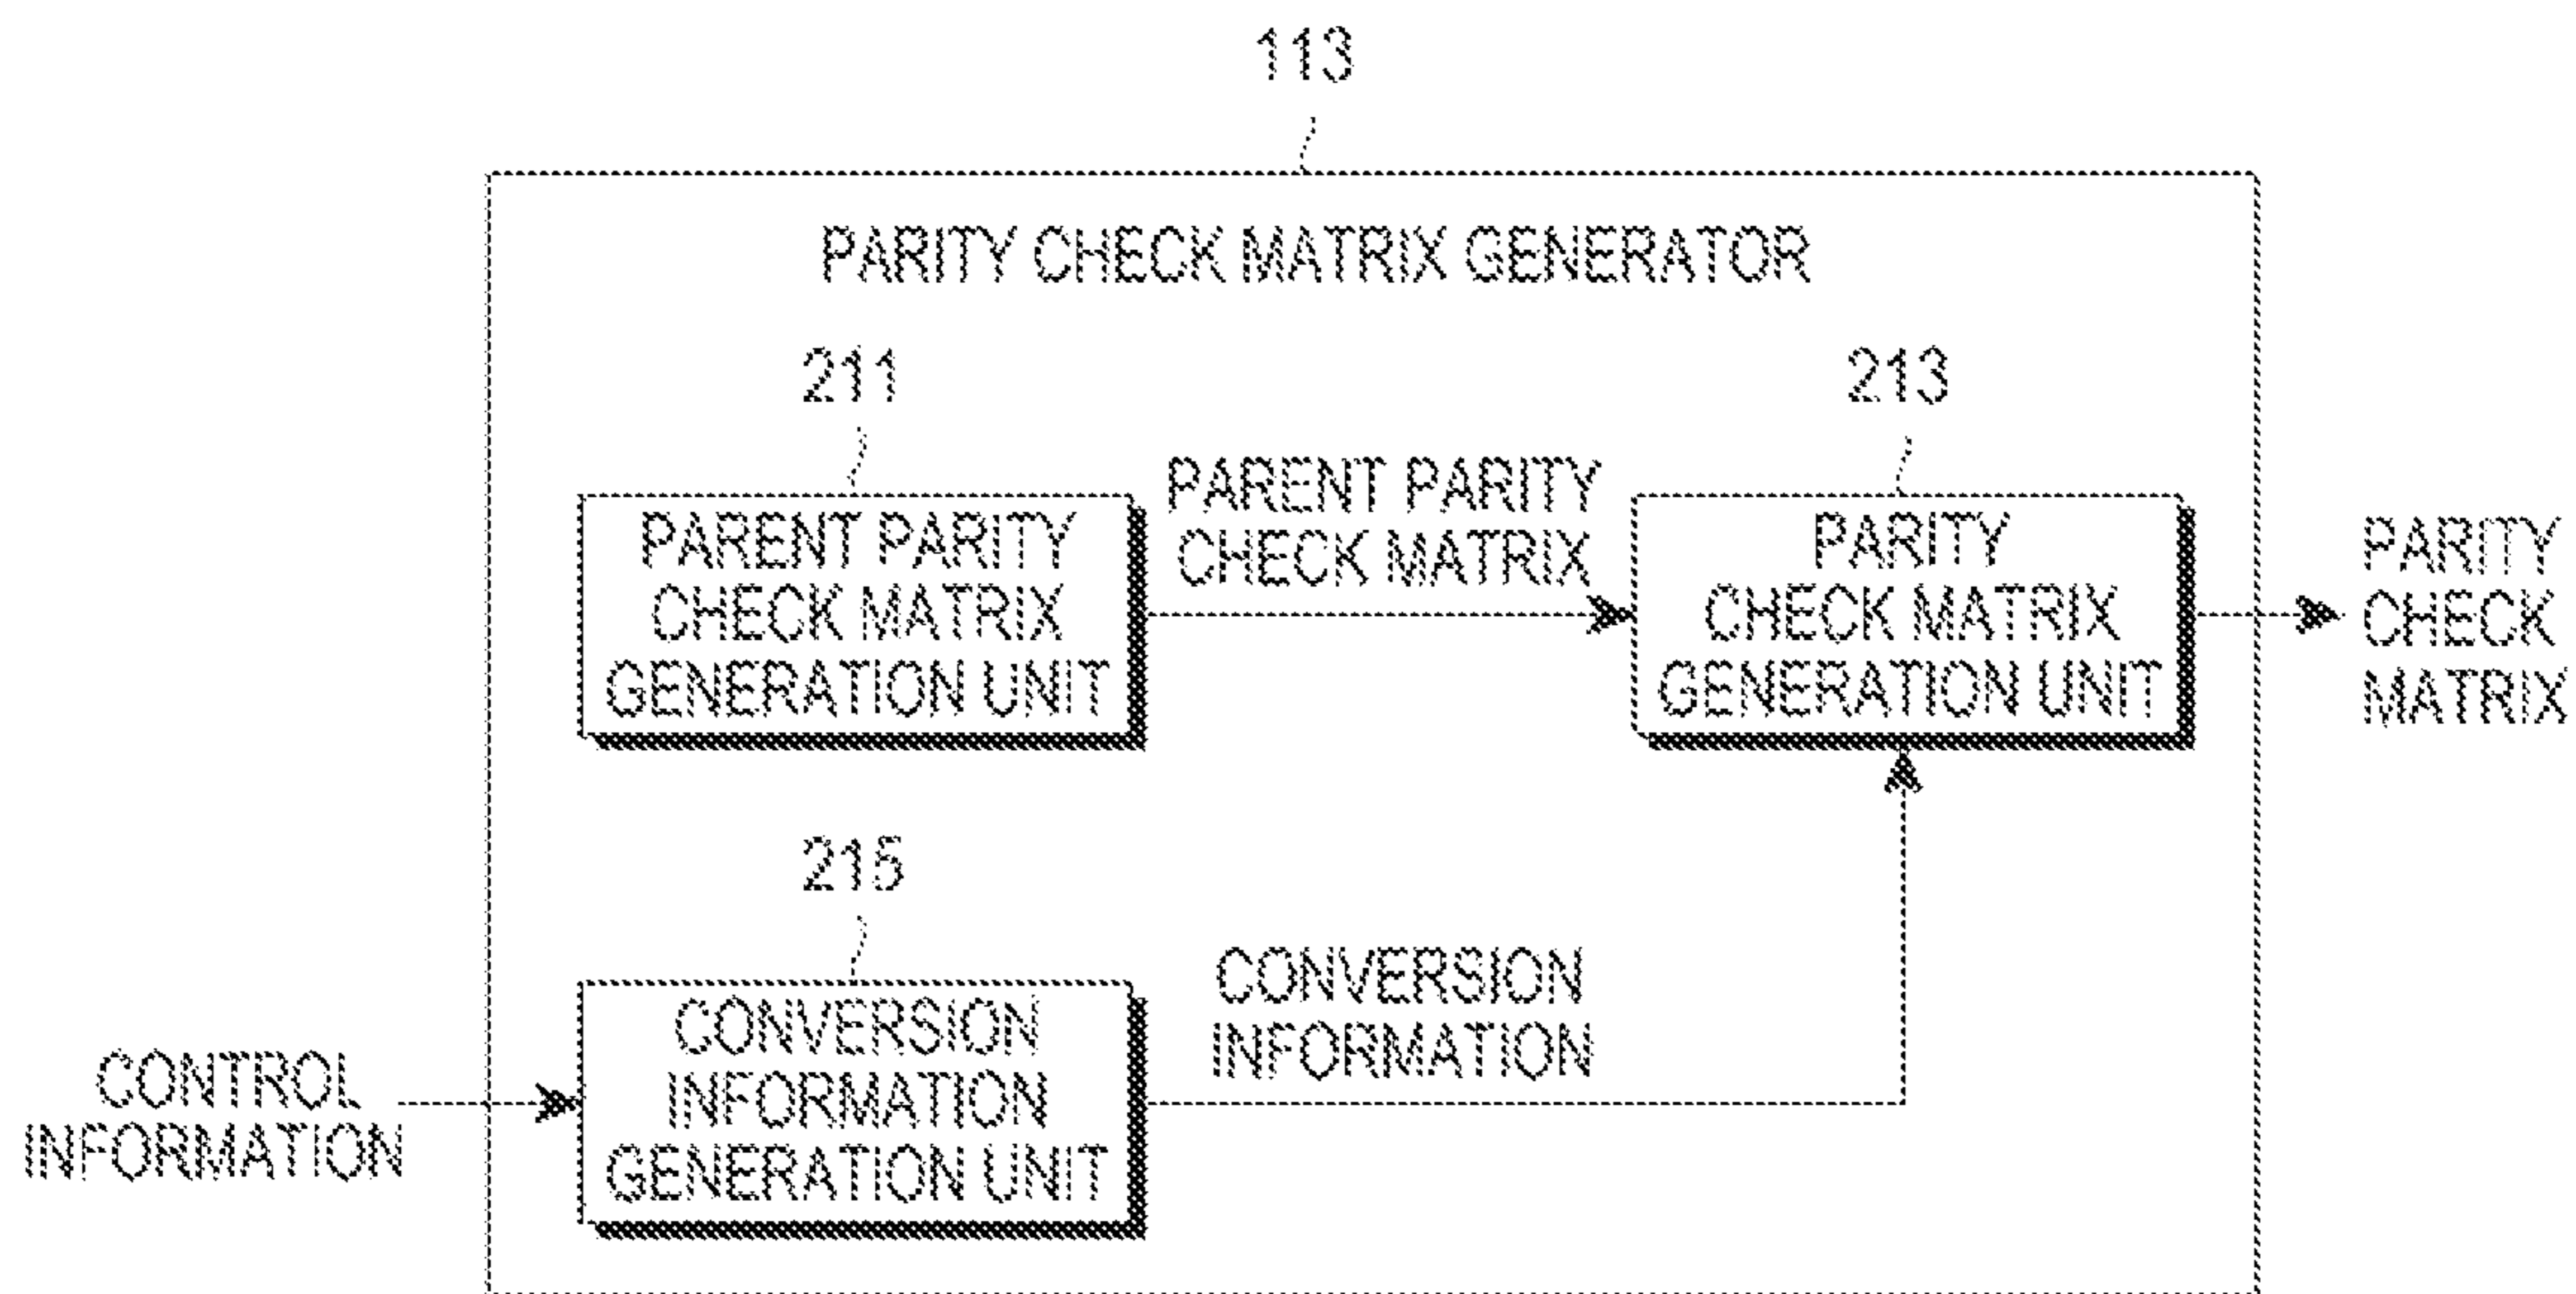 113
PARITY CHECK MATRIX GENERATOR
211
213
PARENT PARITY
CHECK MATRIX
GENERATION UNIT
PARENT PARITY
CHECK MATRIX
PARITY
CHECK MATRIX
GENERATION UNIT
PARITY
CHECK
MATRIX
215
CONTROL
INFORMATION
CONVERSION
INFORMATION
GENERATION UNIT
CONVERSION
INFORMATION